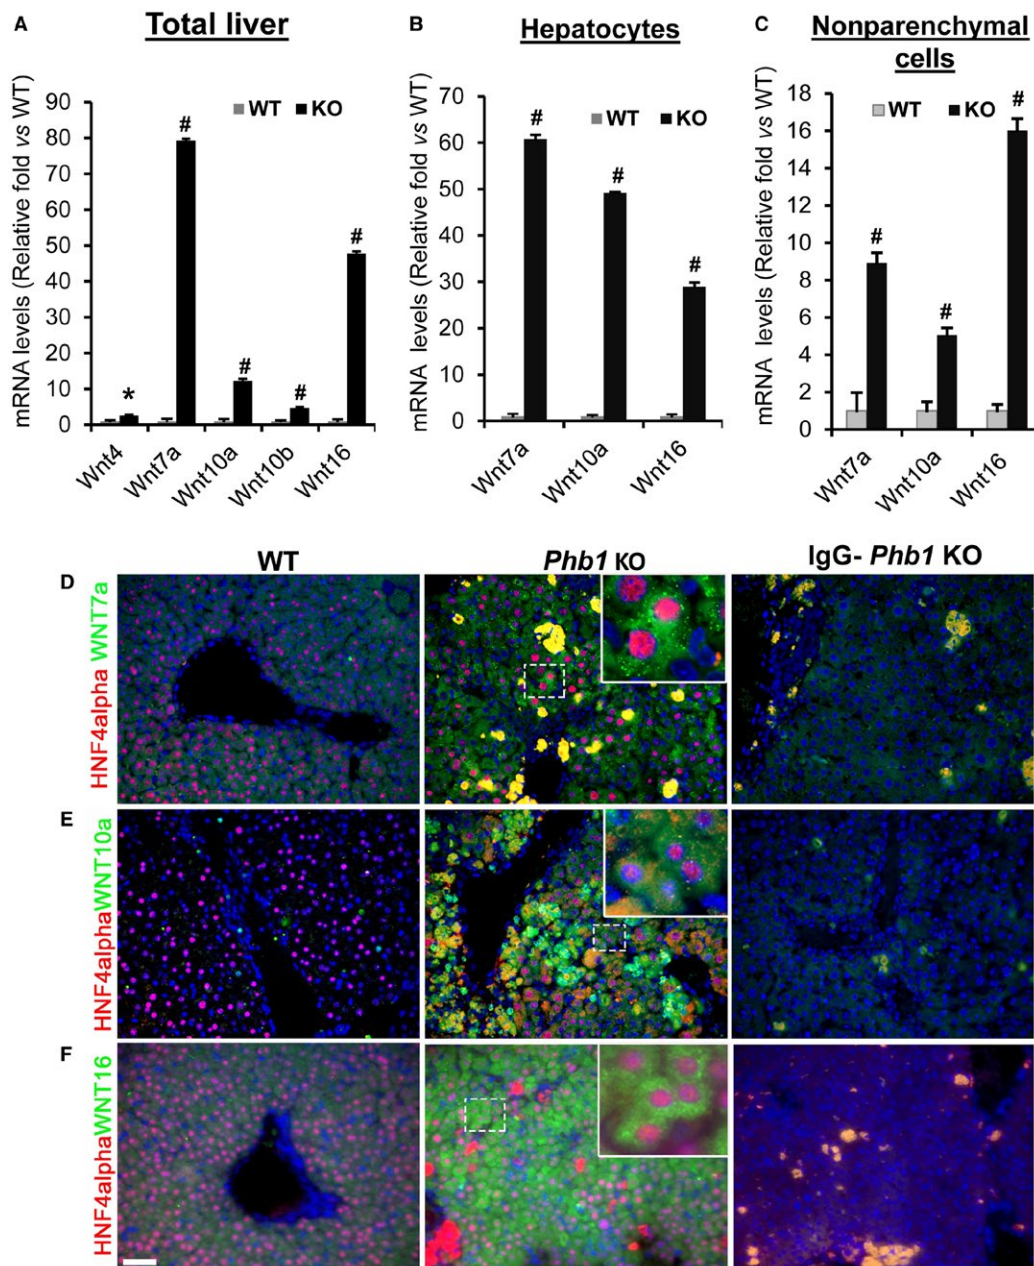 A Total liver
mRNA levels (Relative fold vs WT)
WT KO
90
80
70
60
50
40
30
20
10
0
* # # # #
Wnt4 Wnt7a Wnt10a Wnt10b Wnt16
B Hepatocytes
mRNA levels (Relative fold vs WT)
WT KO
70
60
50
40
30
20
10
0
# # #
Wnt7a Wnt10a Wnt16
C Nonparenchymal
cells
mRNA levels (Relative fold vs WT)
WT KO
18
16
14
12
10
8
6
4
2
0
# # #
Wnt7a Wnt10a Wnt16
WT Phb1 KO IgG- Phb1 KO
D
HNF4alpha WNT7a
E
HNF4alphaWNT10a
F
HNF4alphaWNT16